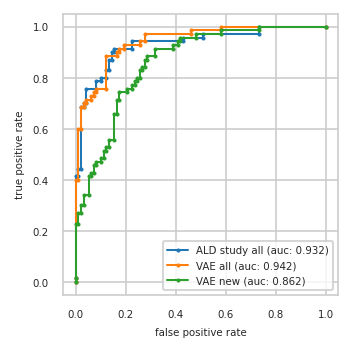 1.0
0.8
0.6
0.4
0.2
0.0
true positive rate
ALD study all (auc: 0.932)
VAE all (auc: 0.942)
VAE new (auc: 0.862)
0.0 0.2 0.4 0.6 0.8 1.0
false positive rate